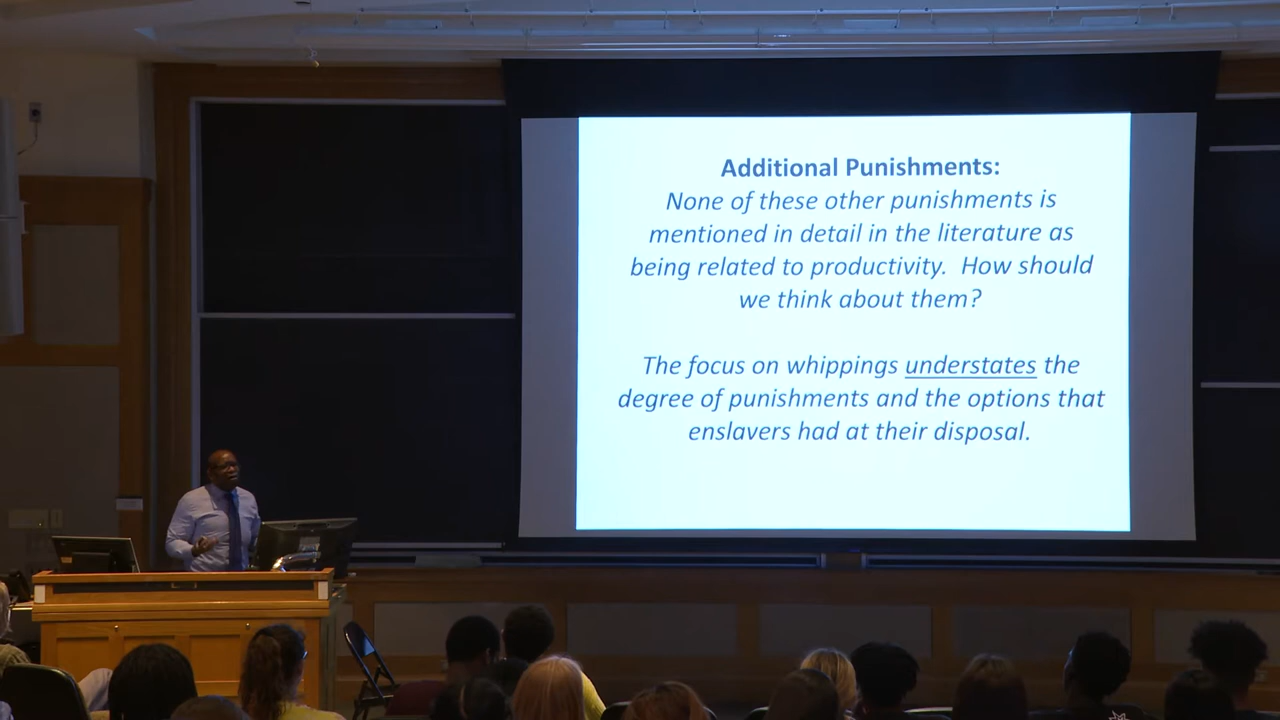 Additional Punishments:
None of these other punishments is
mentioned in detail in the literature as
being related to productivity.  How should
we think about them?
The focus on whippings understates the
degree of punishments and the options that
enslavers had at their disposal.